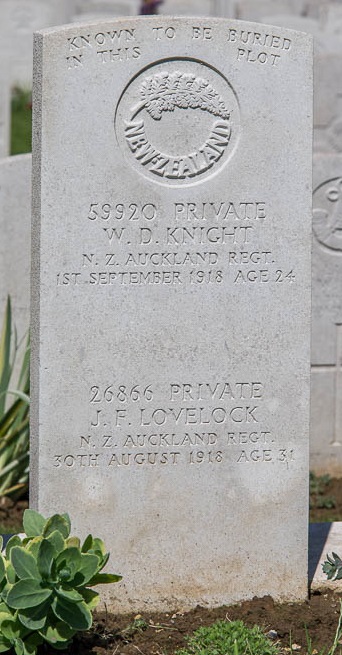 KNOWN TO BE BURIED
IN THIS PLOT
NEW ZEALAND
59920 PRIVATE
W. D. KNIGHT
N. Z. AUCKLAND REGT.
1ST SEPTEMBER 1918 AGE 24
26866 PRIVATE
J. F. LOVELOCK
N. Z. AUCKLAND REGT.
30TH AUGUST 1918 AGE 31